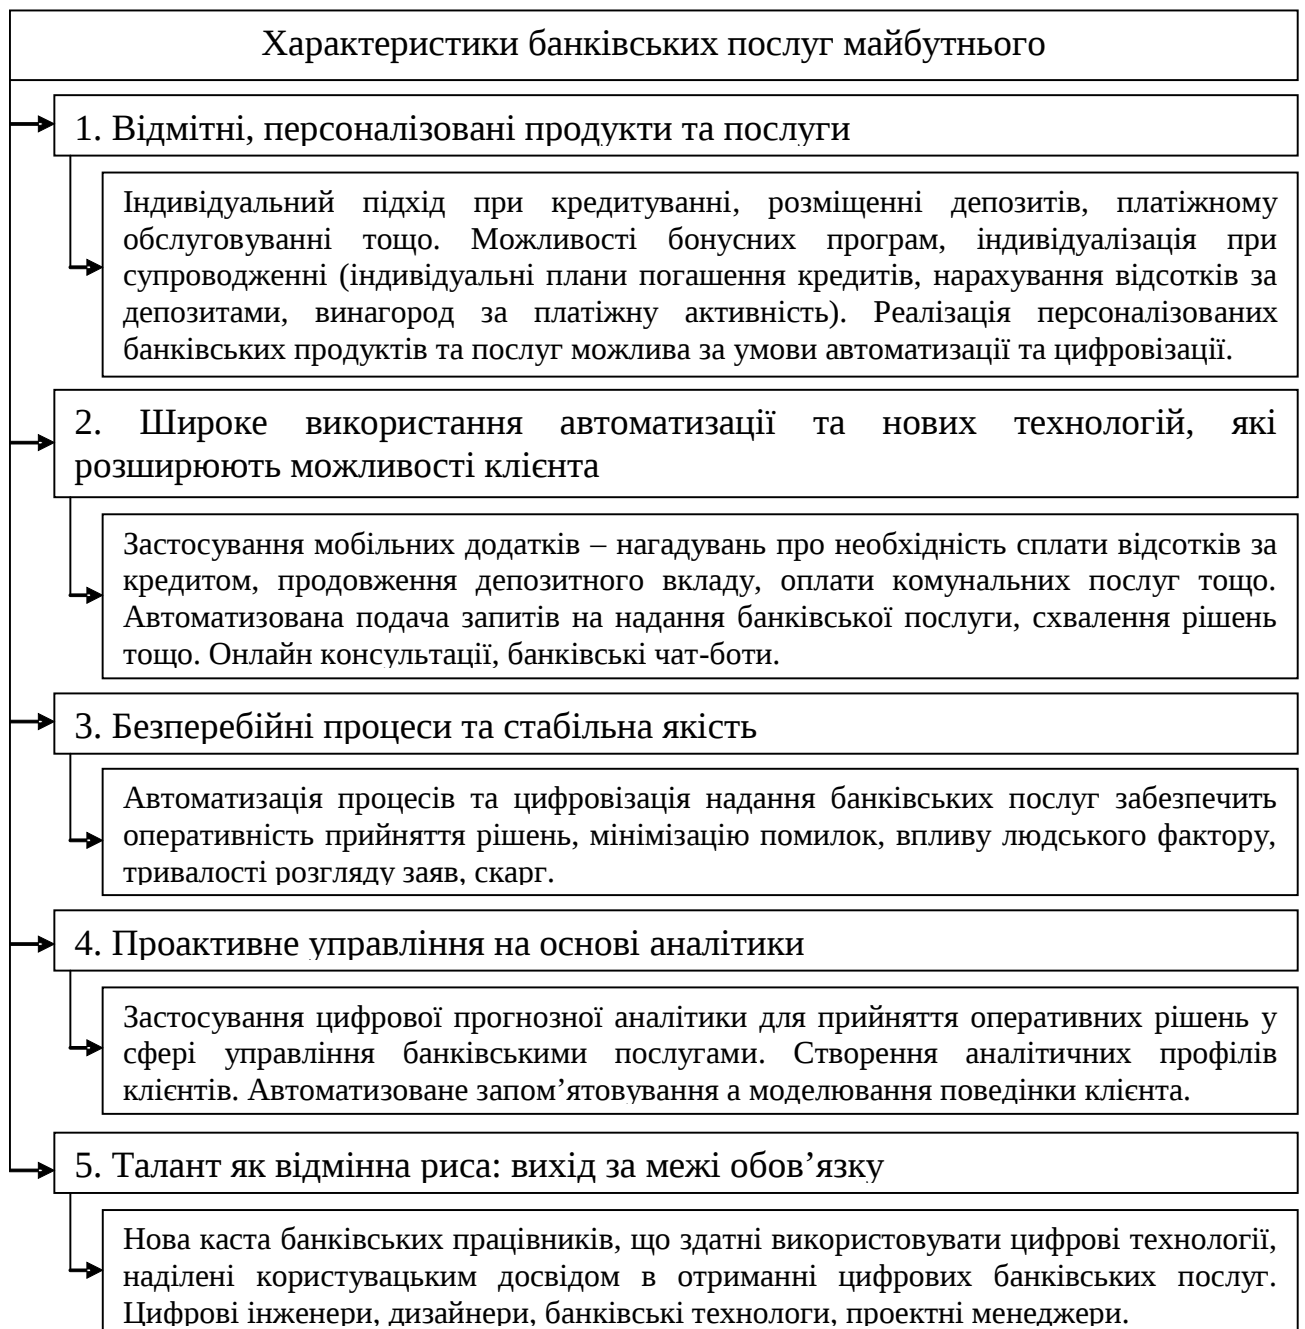 Характеристики банківських послуг майбутнього
1. Відмітні, персоналізовані продукти та послуги
Індивідуальний підхід при кредитуванні, розміщенні депозитів, платіжному
обслуговуванні тощо. Можливості бонусних програм, індивідуалізація при
супроводженні (індивідуальні плани погашення кредитів, нарахування відсотків за
депозитами, винагород за платіжну активність). Реалізація персоналізованих
банківських продуктів та послуг можлива за умови автоматизації та цифровізації.
2. Широке використання автоматизації та нових технологій, які
розширюють можливості клієнта
Застосування мобільних додатків – нагадувань про необхідність сплати відсотків за
кредитом, продовження депозитного вкладу, оплати комунальних послуг тощо.
Автоматизована подача запитів на надання банківської послуги, схвалення рішень
тощо. Онлайн консультації, банківські чат-боти.
3. Безперебійні процеси та стабільна якість
Автоматизація процесів та цифровізація надання банківських послуг забезпечить
оперативність прийняття рішень, мінімізацію помилок, впливу людського фактору,
тривалості розгляду заяв, скарг.
4. Проактивне управління на основі аналітики
Застосування цифрової прогнозної аналітики для прийняття оперативних рішень у
сфері управління банківськими послугами. Створення аналітичних профілів
клієнтів. Автоматизоване запом’ятовування а моделювання поведінки клієнта.
5. Талант як відмінна риса: вихід за межі обов’язку
Нова каста банківських працівників, що здатні використовувати цифрові технології,
наділені користувацьким досвідом в отриманні цифрових банківських послуг.
Цифрові інженери, дизайнери, банківські технологи, проектні менеджери.